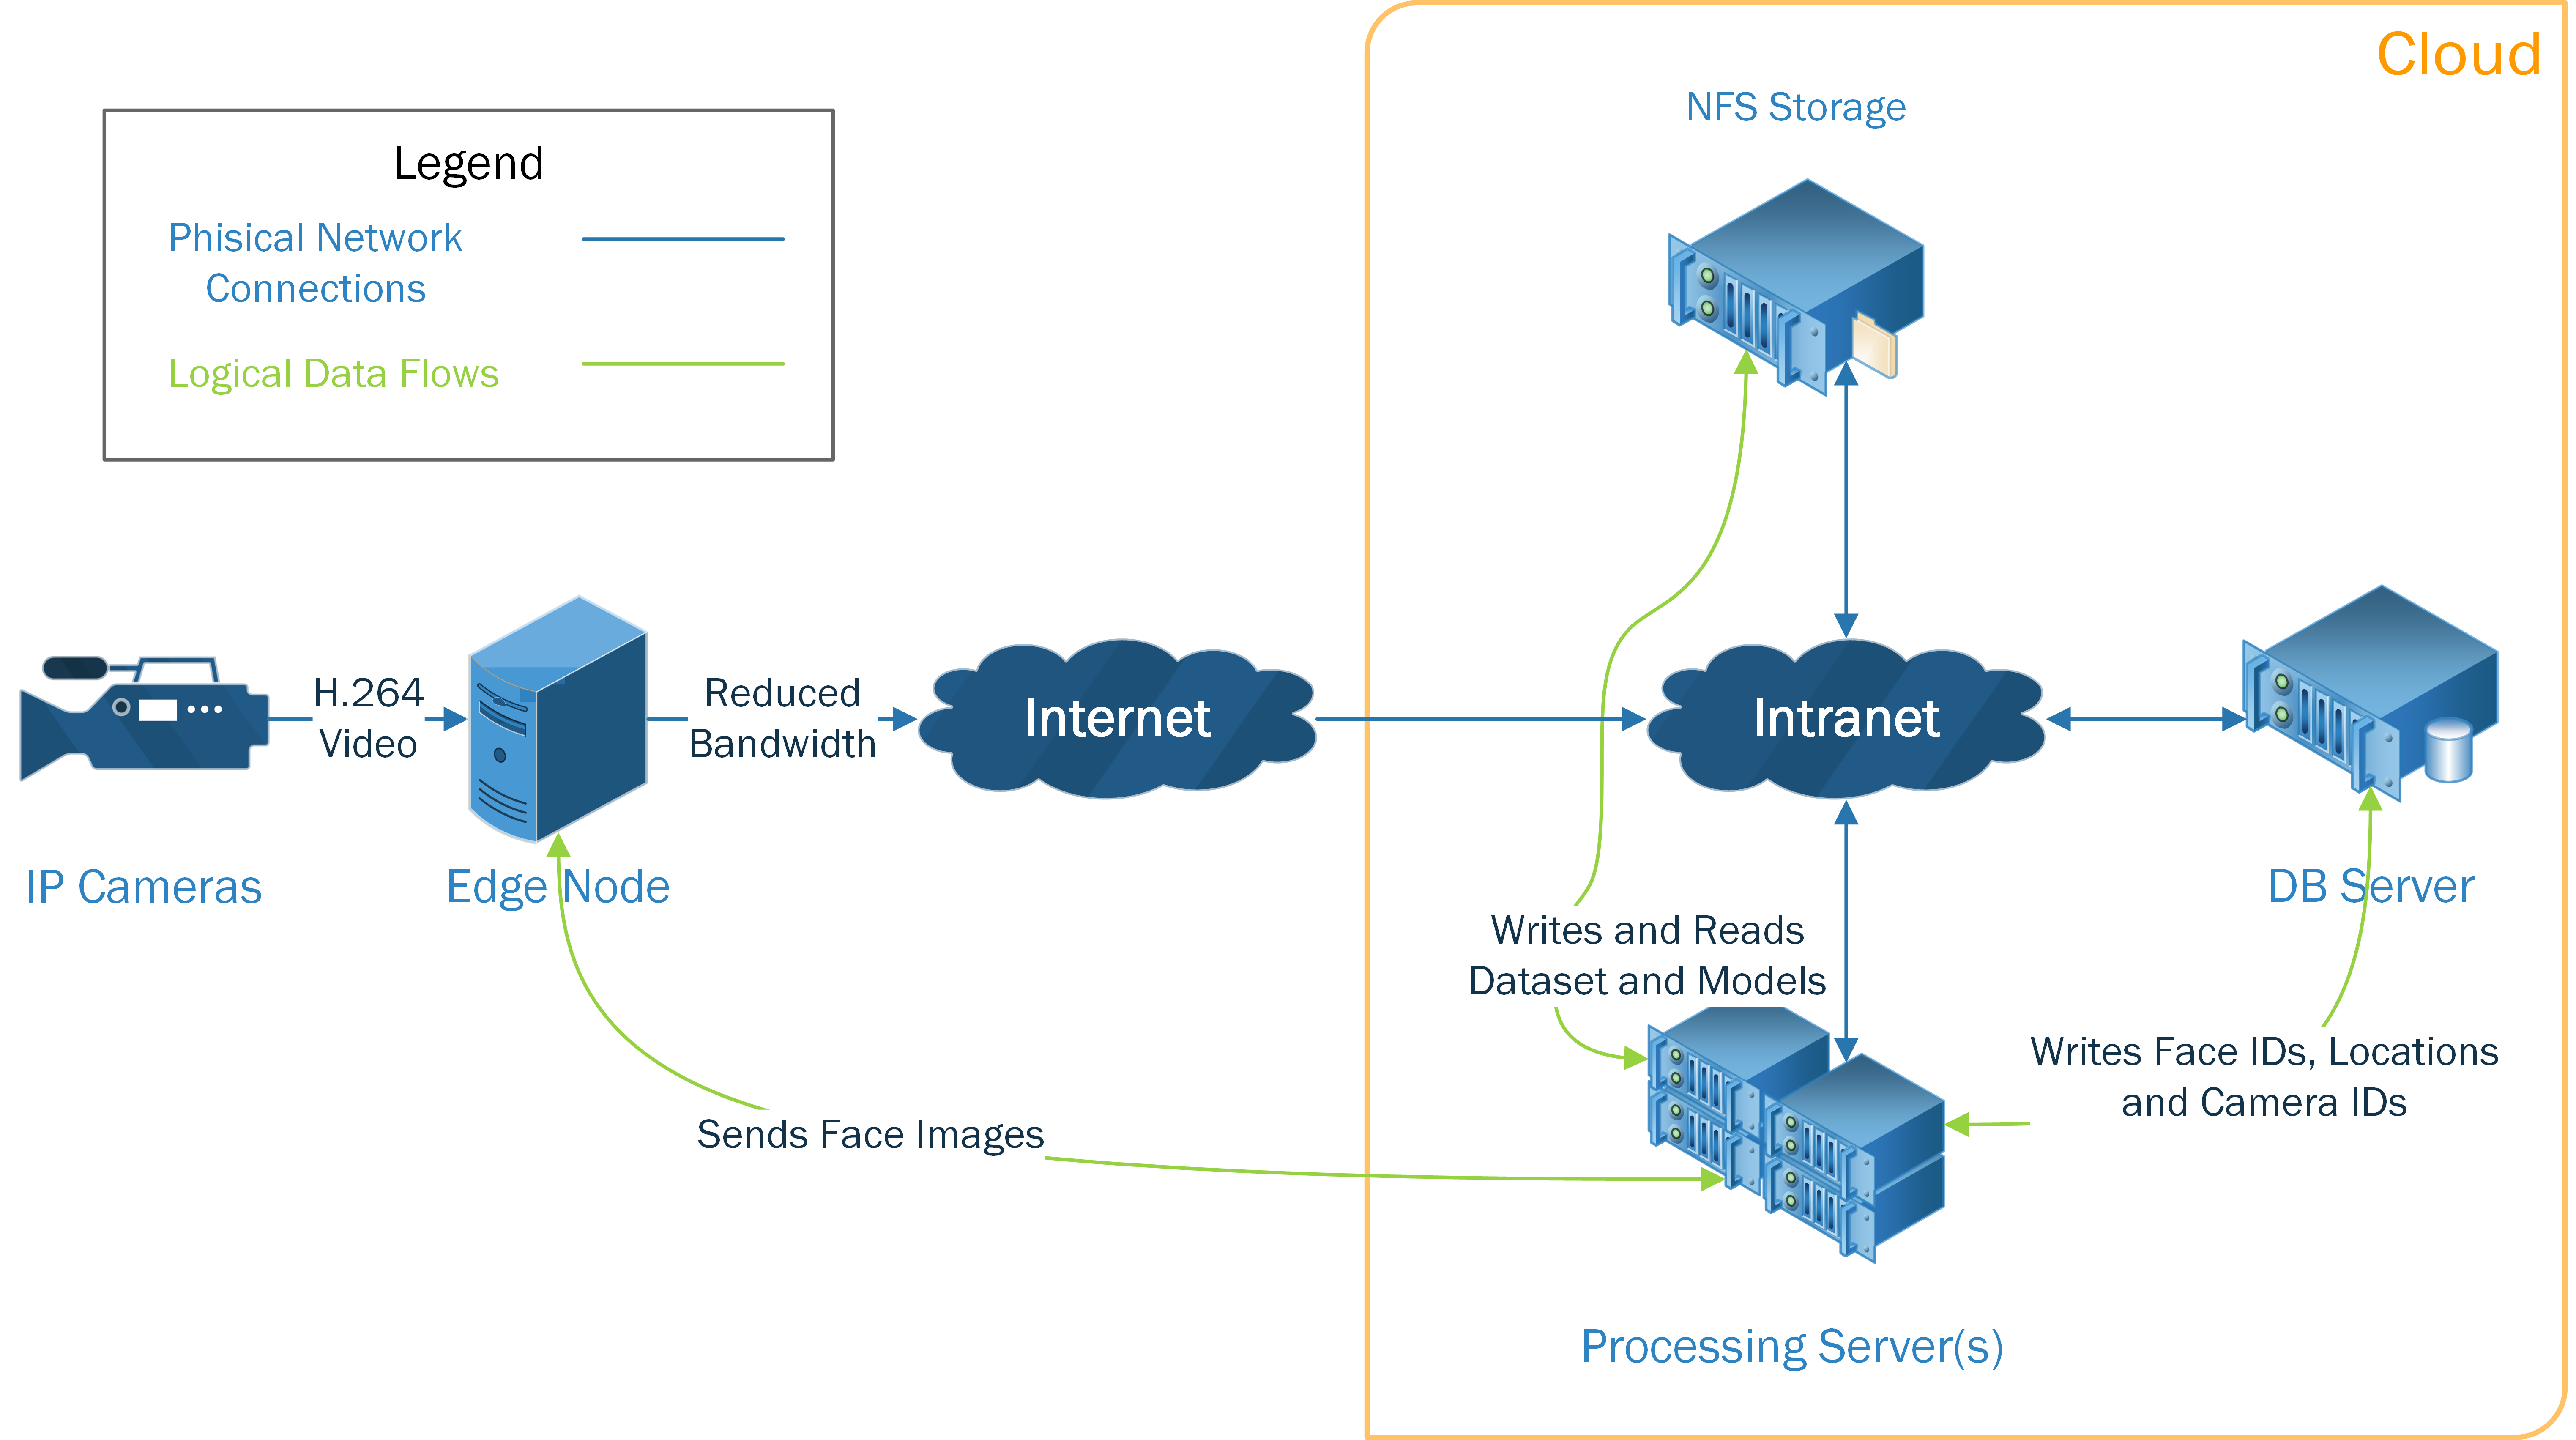 Cloud
NFS Storage
Legend
Phisical Network
Connections
Logical Data Flows
H.264
Video
Reduced
Bandwidth
Internet
Intranet
IP Cameras
Edge Node
DB Server
Writes and Reads
Dataset and Models
Writes Face IDs, Locations
and Camera IDs
Sends Face Images
Processing Server(s)